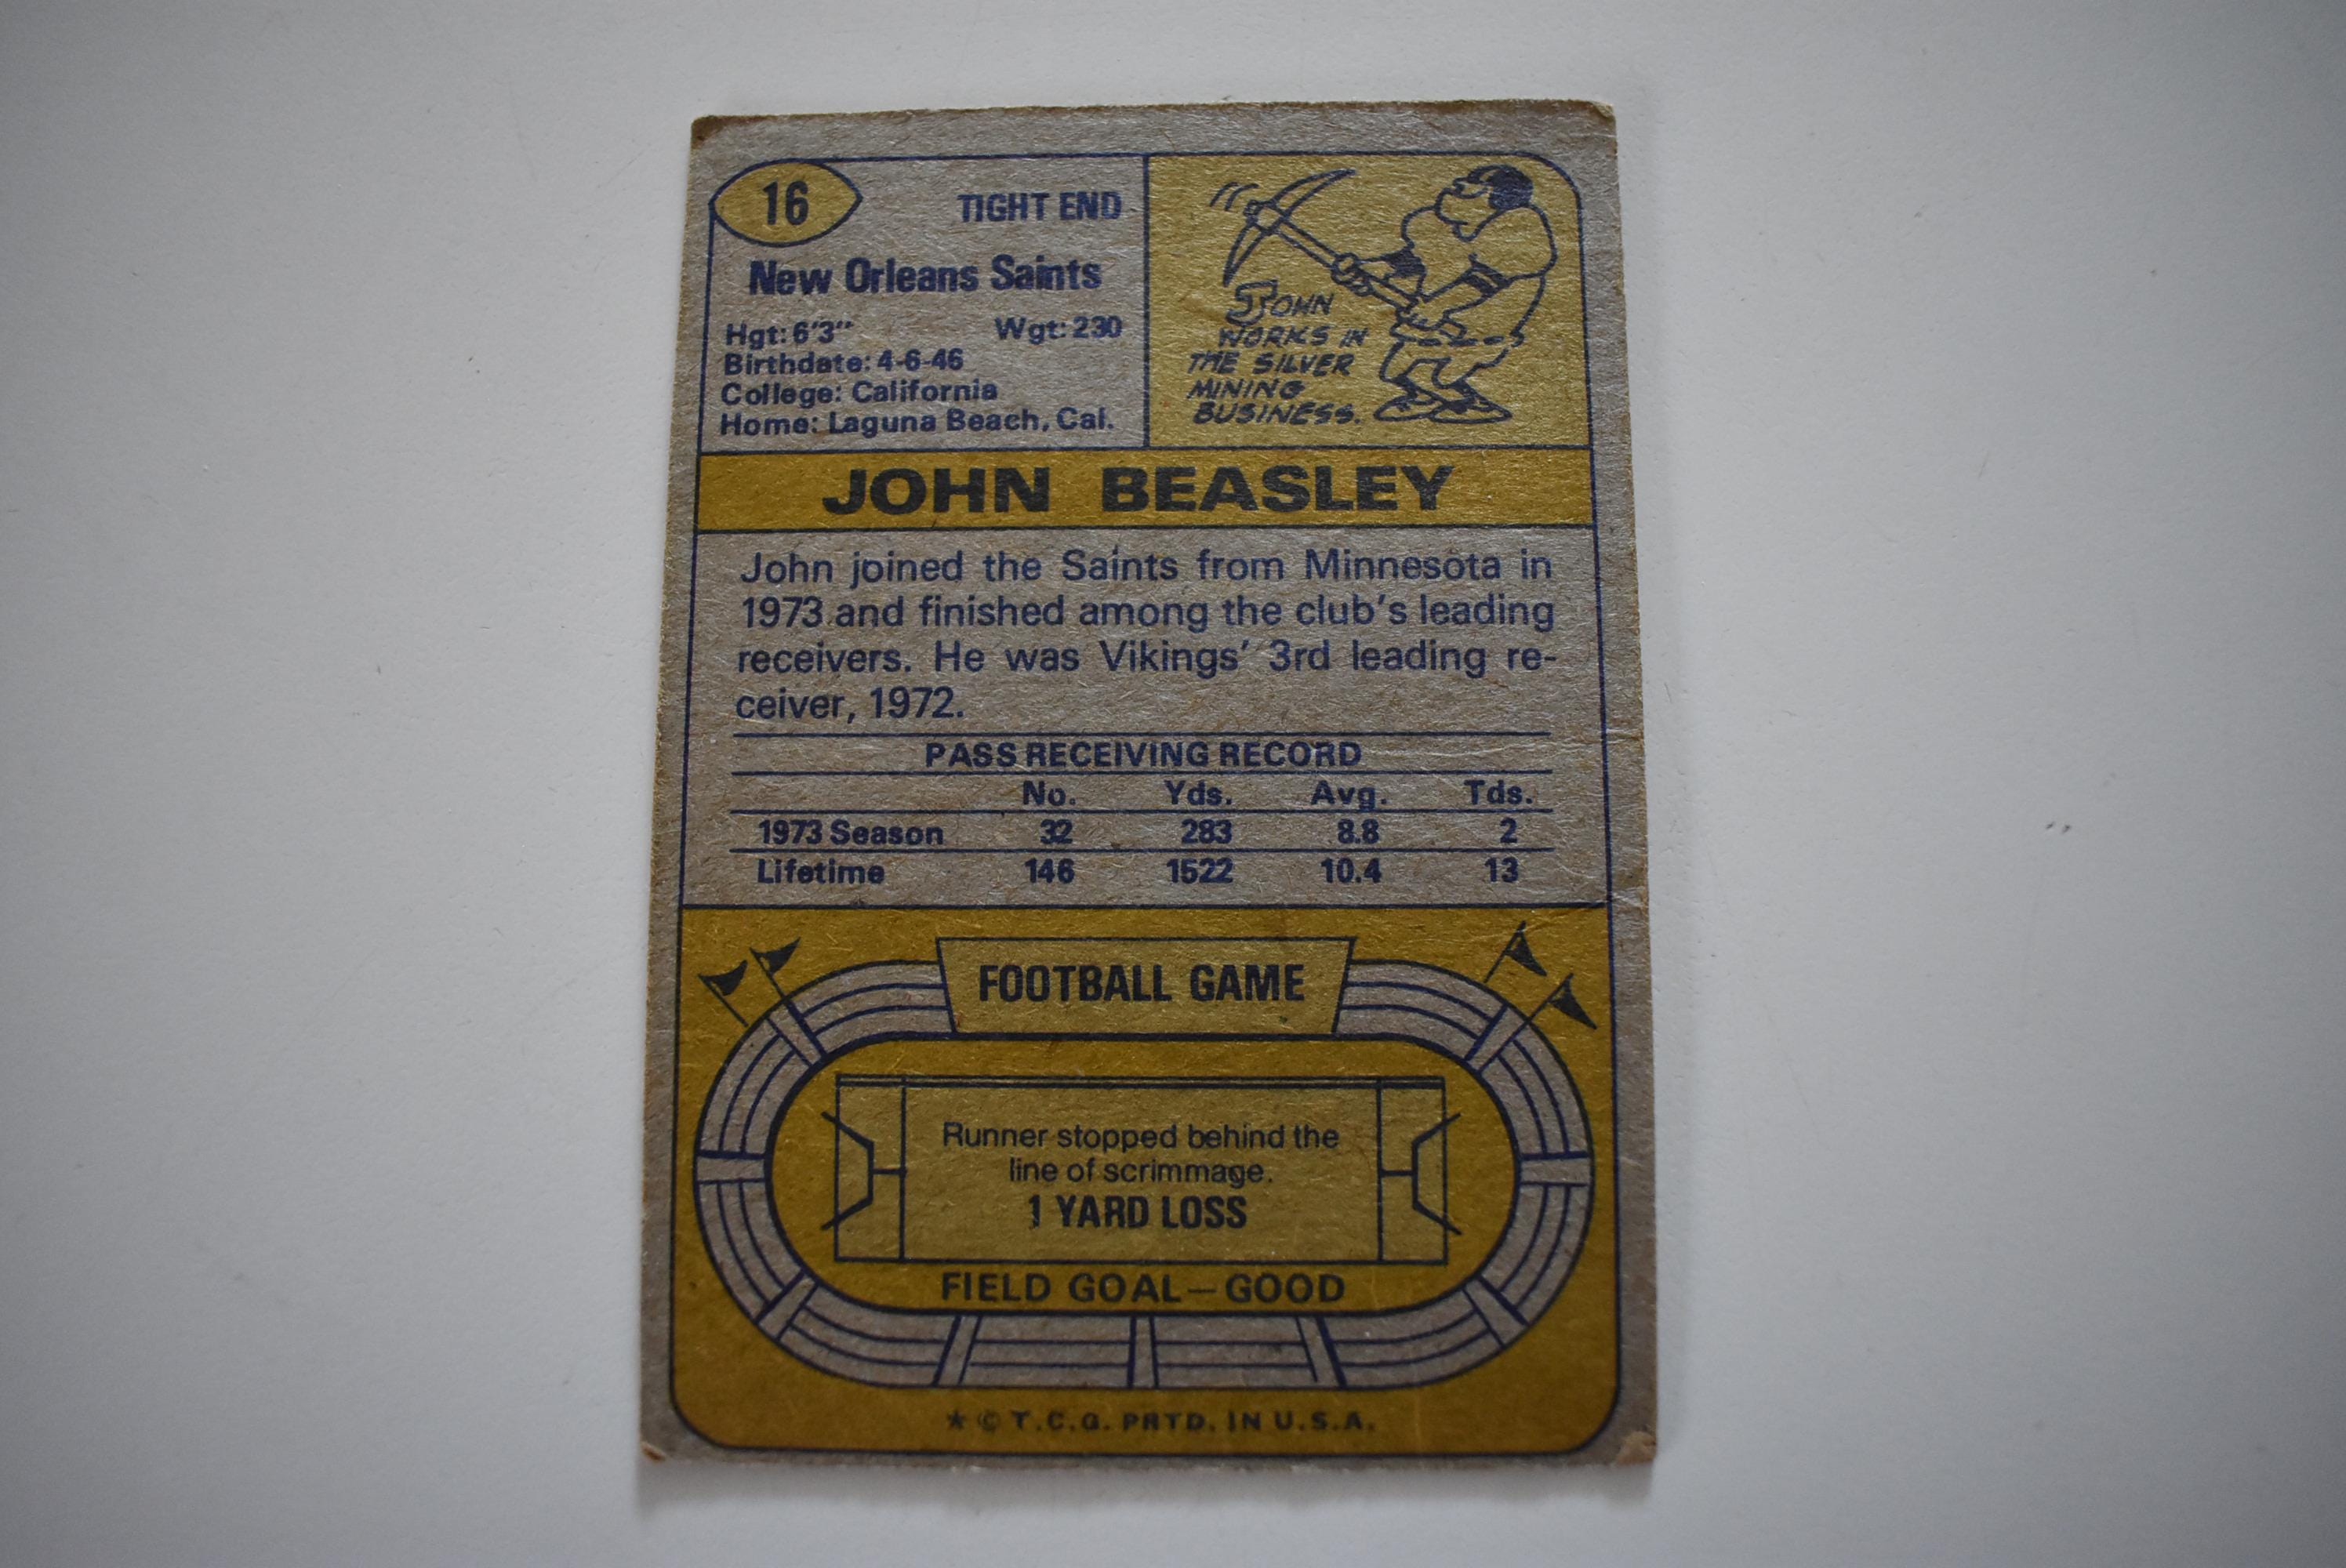 16
TIGHT END
New Orleans Saints
Hgt: 6'3" Wgt: 230
Birthdate: 4-6-46
College: California
Home: Laguna Beach, Cal.
JOHN
WORKS IN
THE SILVER
MINING
BUSINESS.
JOHN BEASLEY
John joined the Saints from Minnesota in
1973 and finished among the club's leading
receivers. He was Vikings' 3rd leading re-
ceiver, 1972.
PASS RECEIVING RECORD
No. Yds. Avg. Tds.
1973 Season 32 283 8.8 2
Lifetime 146 1522 10.4 13
FOOTBALL GAME
Runner stopped behind the
line of scrimmage.
1 YARD LOSS
FIELD GOAL—GOOD
* © T.C.G. PRTD. IN U.S.A.